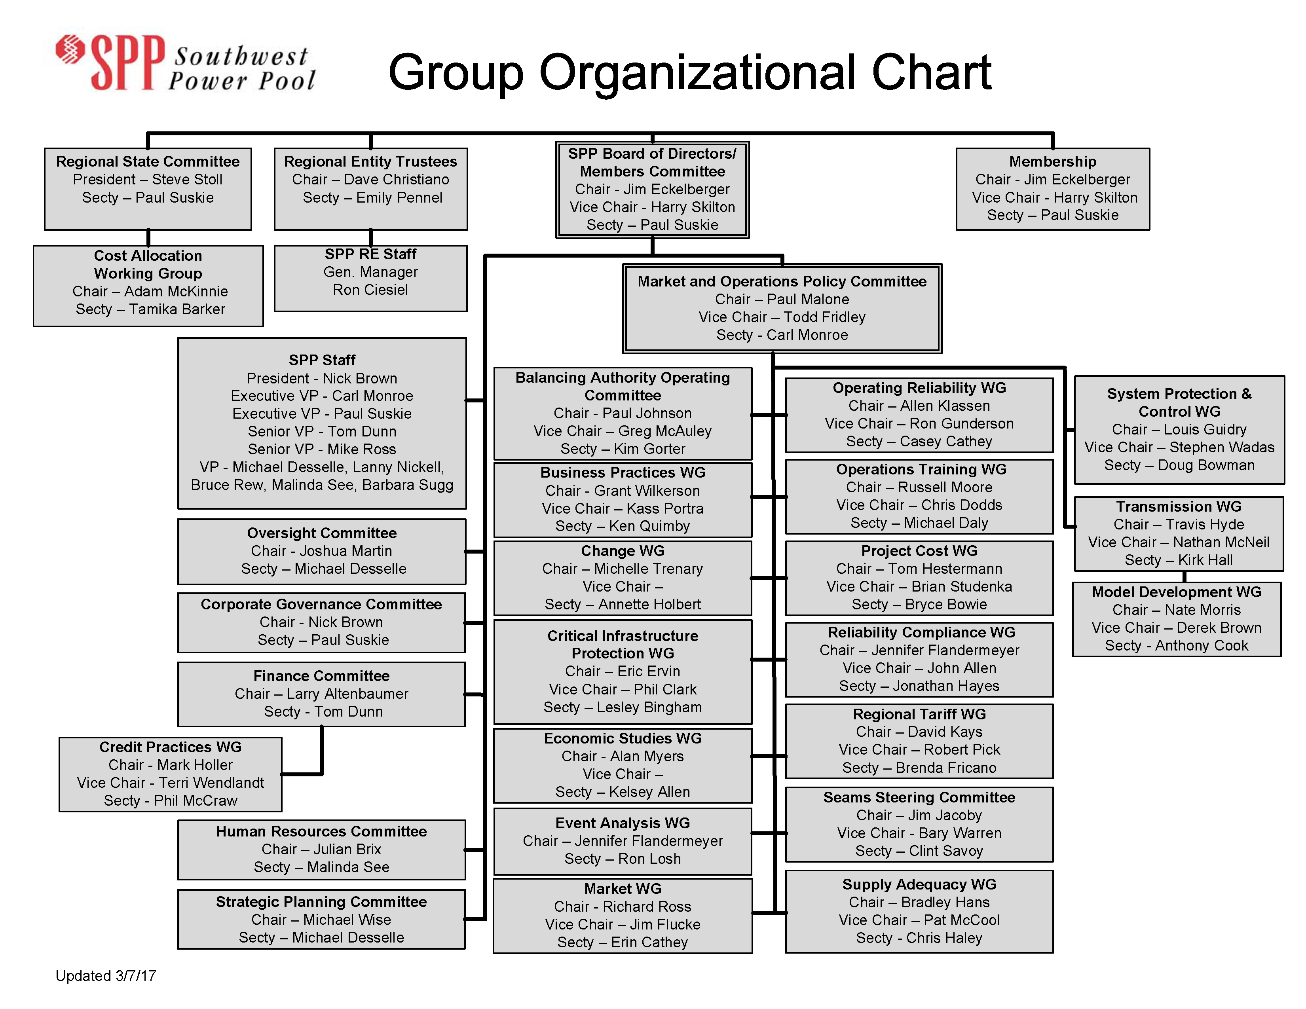 SPP Southwest
Power Pool
Group Organizational Chart
Regional State Committee
President – Steve Stoll
Secty – Paul Suskie
Regional Entity Trustees
Chair – Dave Christiano
Secty – Emily Pennel
SPP Board of Directors/
Members Committee
Chair - Jim Eckelberger
Vice Chair - Harry Skilton
Secty – Paul Suskie
Membership
Chair - Jim Eckelberger
Vice Chair - Harry Skilton
Secty – Paul Suskie
Cost Allocation
Working Group
Chair – Adam McKinnie
Secty – Tamika Barker
SPP RE Staff
Gen. Manager
Ron Ciesiel
Market and Operations Policy Committee
Chair – Paul Malone
Vice Chair – Todd Fridley
Secty - Carl Monroe
SPP Staff
President - Nick Brown
Executive VP - Carl Monroe
Executive VP - Paul Suskie
Senior VP - Tom Dunn
Senior VP - Mike Ross
VP - Michael Desselle, Lanny Nickell,
Bruce Rew, Malinda See, Barbara Sugg
Oversight Committee
Chair - Joshua Martin
Secty – Michael Desselle
Corporate Governance Committee
Chair - Nick Brown
Secty – Paul Suskie
Finance Committee
Chair – Larry Altenbaumer
Secty - Tom Dunn
Credit Practices WG
Chair - Mark Holler
Vice Chair - Terri Wendlandt
Secty - Phil McCraw
Human Resources Committee
Chair – Julian Brix
Secty – Malinda See
Strategic Planning Committee
Chair – Michael Wise
Secty – Michael Desselle
Balancing Authority Operating
Committee
Chair - Paul Johnson
Vice Chair – Greg McAuley
Secty – Kim Gorter
Business Practices WG
Chair - Grant Wilkerson
Vice Chair – Kass Portra
Secty – Ken Quimby
Change WG
Chair – Michelle Trenary
Vice Chair –
Secty – Annette Holbert
Critical Infrastructure
Protection WG
Chair – Eric Ervin
Vice Chair – Phil Clark
Secty – Lesley Bingham
Economic Studies WG
Chair - Alan Myers
Vice Chair –
Secty – Kelsey Allen
Event Analysis WG
Chair – Jennifer Flandermeyer
Secty – Ron Losh
Market WG
Chair - Richard Ross
Vice Chair – Jim Flucke
Secty – Erin Cathey
Operating Reliability WG
Chair – Allen Klassen
Vice Chair – Ron Gunderson
Secty – Casey Cathey
Operations Training WG
Chair – Russell Moore
Vice Chair – Chris Dodds
Secty – Michael Daly
Project Cost WG
Chair – Tom Hestermann
Vice Chair – Brian Studenka
Secty – Bryce Bowie
Reliability Compliance WG
Chair – Jennifer Flandermeyer
Vice Chair – John Allen
Secty – Jonathan Hayes
Regional Tariff WG
Chair – David Kays
Vice Chair – Robert Pick
Secty – Brenda Fricano
Seams Steering Committee
Chair – Jim Jacoby
Vice Chair - Bary Warren
Secty – Clint Savoy
Supply Adequacy WG
Chair – Bradley Hans
Vice Chair – Pat McCool
Secty - Chris Haley
System Protection &
Control WG
Chair – Louis Guidry
Vice Chair – Stephen Wadas
Secty – Doug Bowman
Transmission WG
Chair – Travis Hyde
Vice Chair – Nathan McNeil
Secty – Kirk Hall
Model Development WG
Chair – Nate Morris
Vice Chair – Derek Brown
Secty - Anthony Cook
Updated 3/7/17